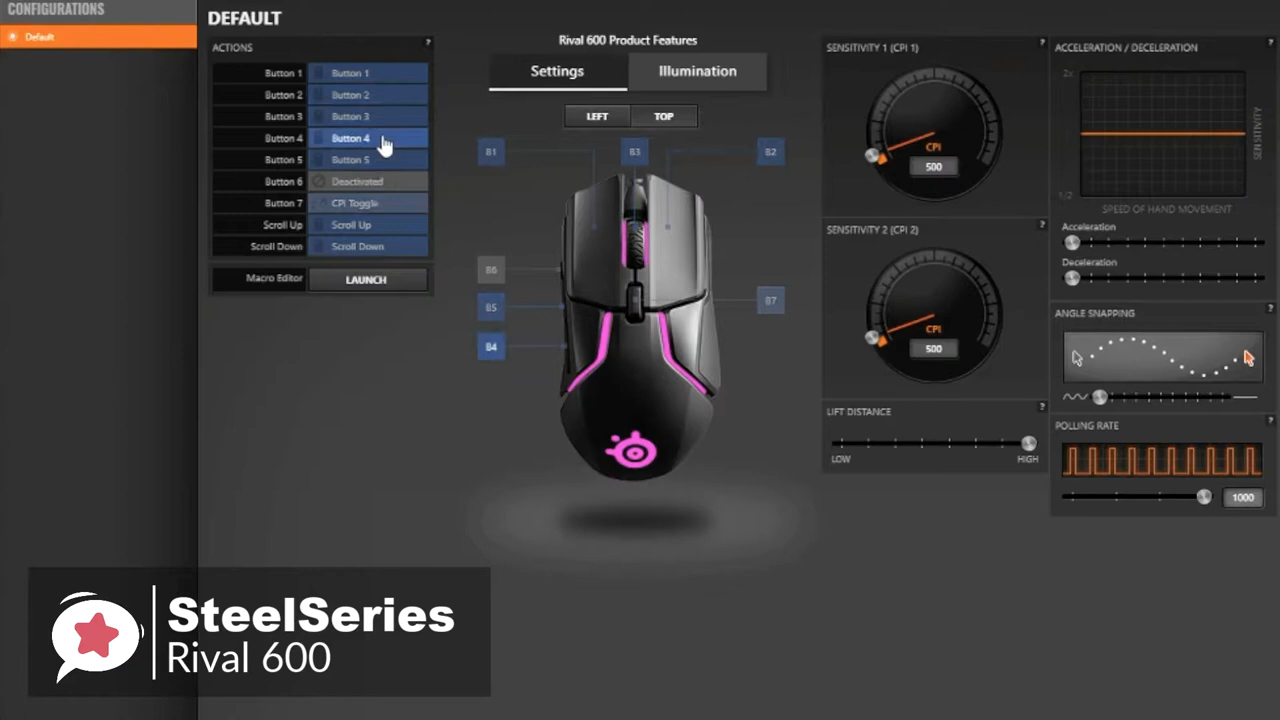 CONFIGURATIONS
Default
DEFAULT
ACTIONS
?
Button 1 Button 1
Button 2 Button 2
Button 3 Button 3
Button 4 Button 4
Button 5 Button 5
Button 6 Deactivated
Button 7 CPI Toggle
Scroll Up Scroll Up
Scroll Down Scroll Down
Macro Editor LAUNCH
Rival 600 Product Features
Settings Illumination
LEFT TOP
B1 B3 B2
B6
B5 B7
B4
SENSITIVITY 1 (CPI 1)
?
CPI
500
SENSITIVITY 2 (CPI 2)
?
CPI
500
LIFT DISTANCE
?
LOW HIGH
ACCELERATION / DECELERATION
?
2x
SENSITIVITY
1/2
SPEED OF HAND MOVEMENT
Acceleration
Deceleration
ANGLE SNAPPING
?
POLLING RATE
?
1000
SteelSeries
Rival 600